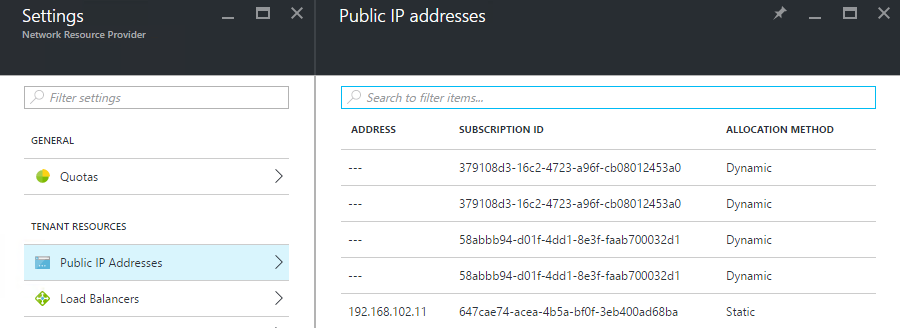 Settings
Network Resource Provider
Filter settings
GENERAL
Quotas
TENANT RESOURCES
Public IP Addresses
Load Balancers
Public IP addresses
Search to filter items...
ADDRESS SUBSCRIPTION ID ALLOCATION METHOD
--- 379108d3-16c2-4723-a96f-cb08012453a0 Dynamic
--- 379108d3-16c2-4723-a96f-cb08012453a0 Dynamic
--- 58abbb94-d01f-4dd1-8e3f-faab700032d1 Dynamic
--- 58abbb94-d01f-4dd1-8e3f-faab700032d1 Dynamic
192.168.102.11 647cae74-acea-4b5a-bf0f-3eb400ad68ba Static